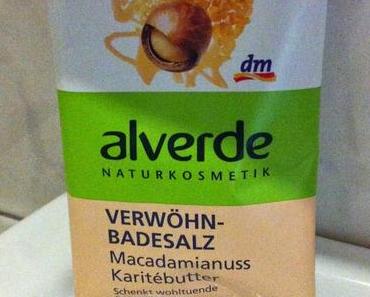 dm
alverde
NATURKOSMETIK
VERWÖHN-
BADESALZ
Macadamianuss
Karitébutter
Schenkt wohltuende